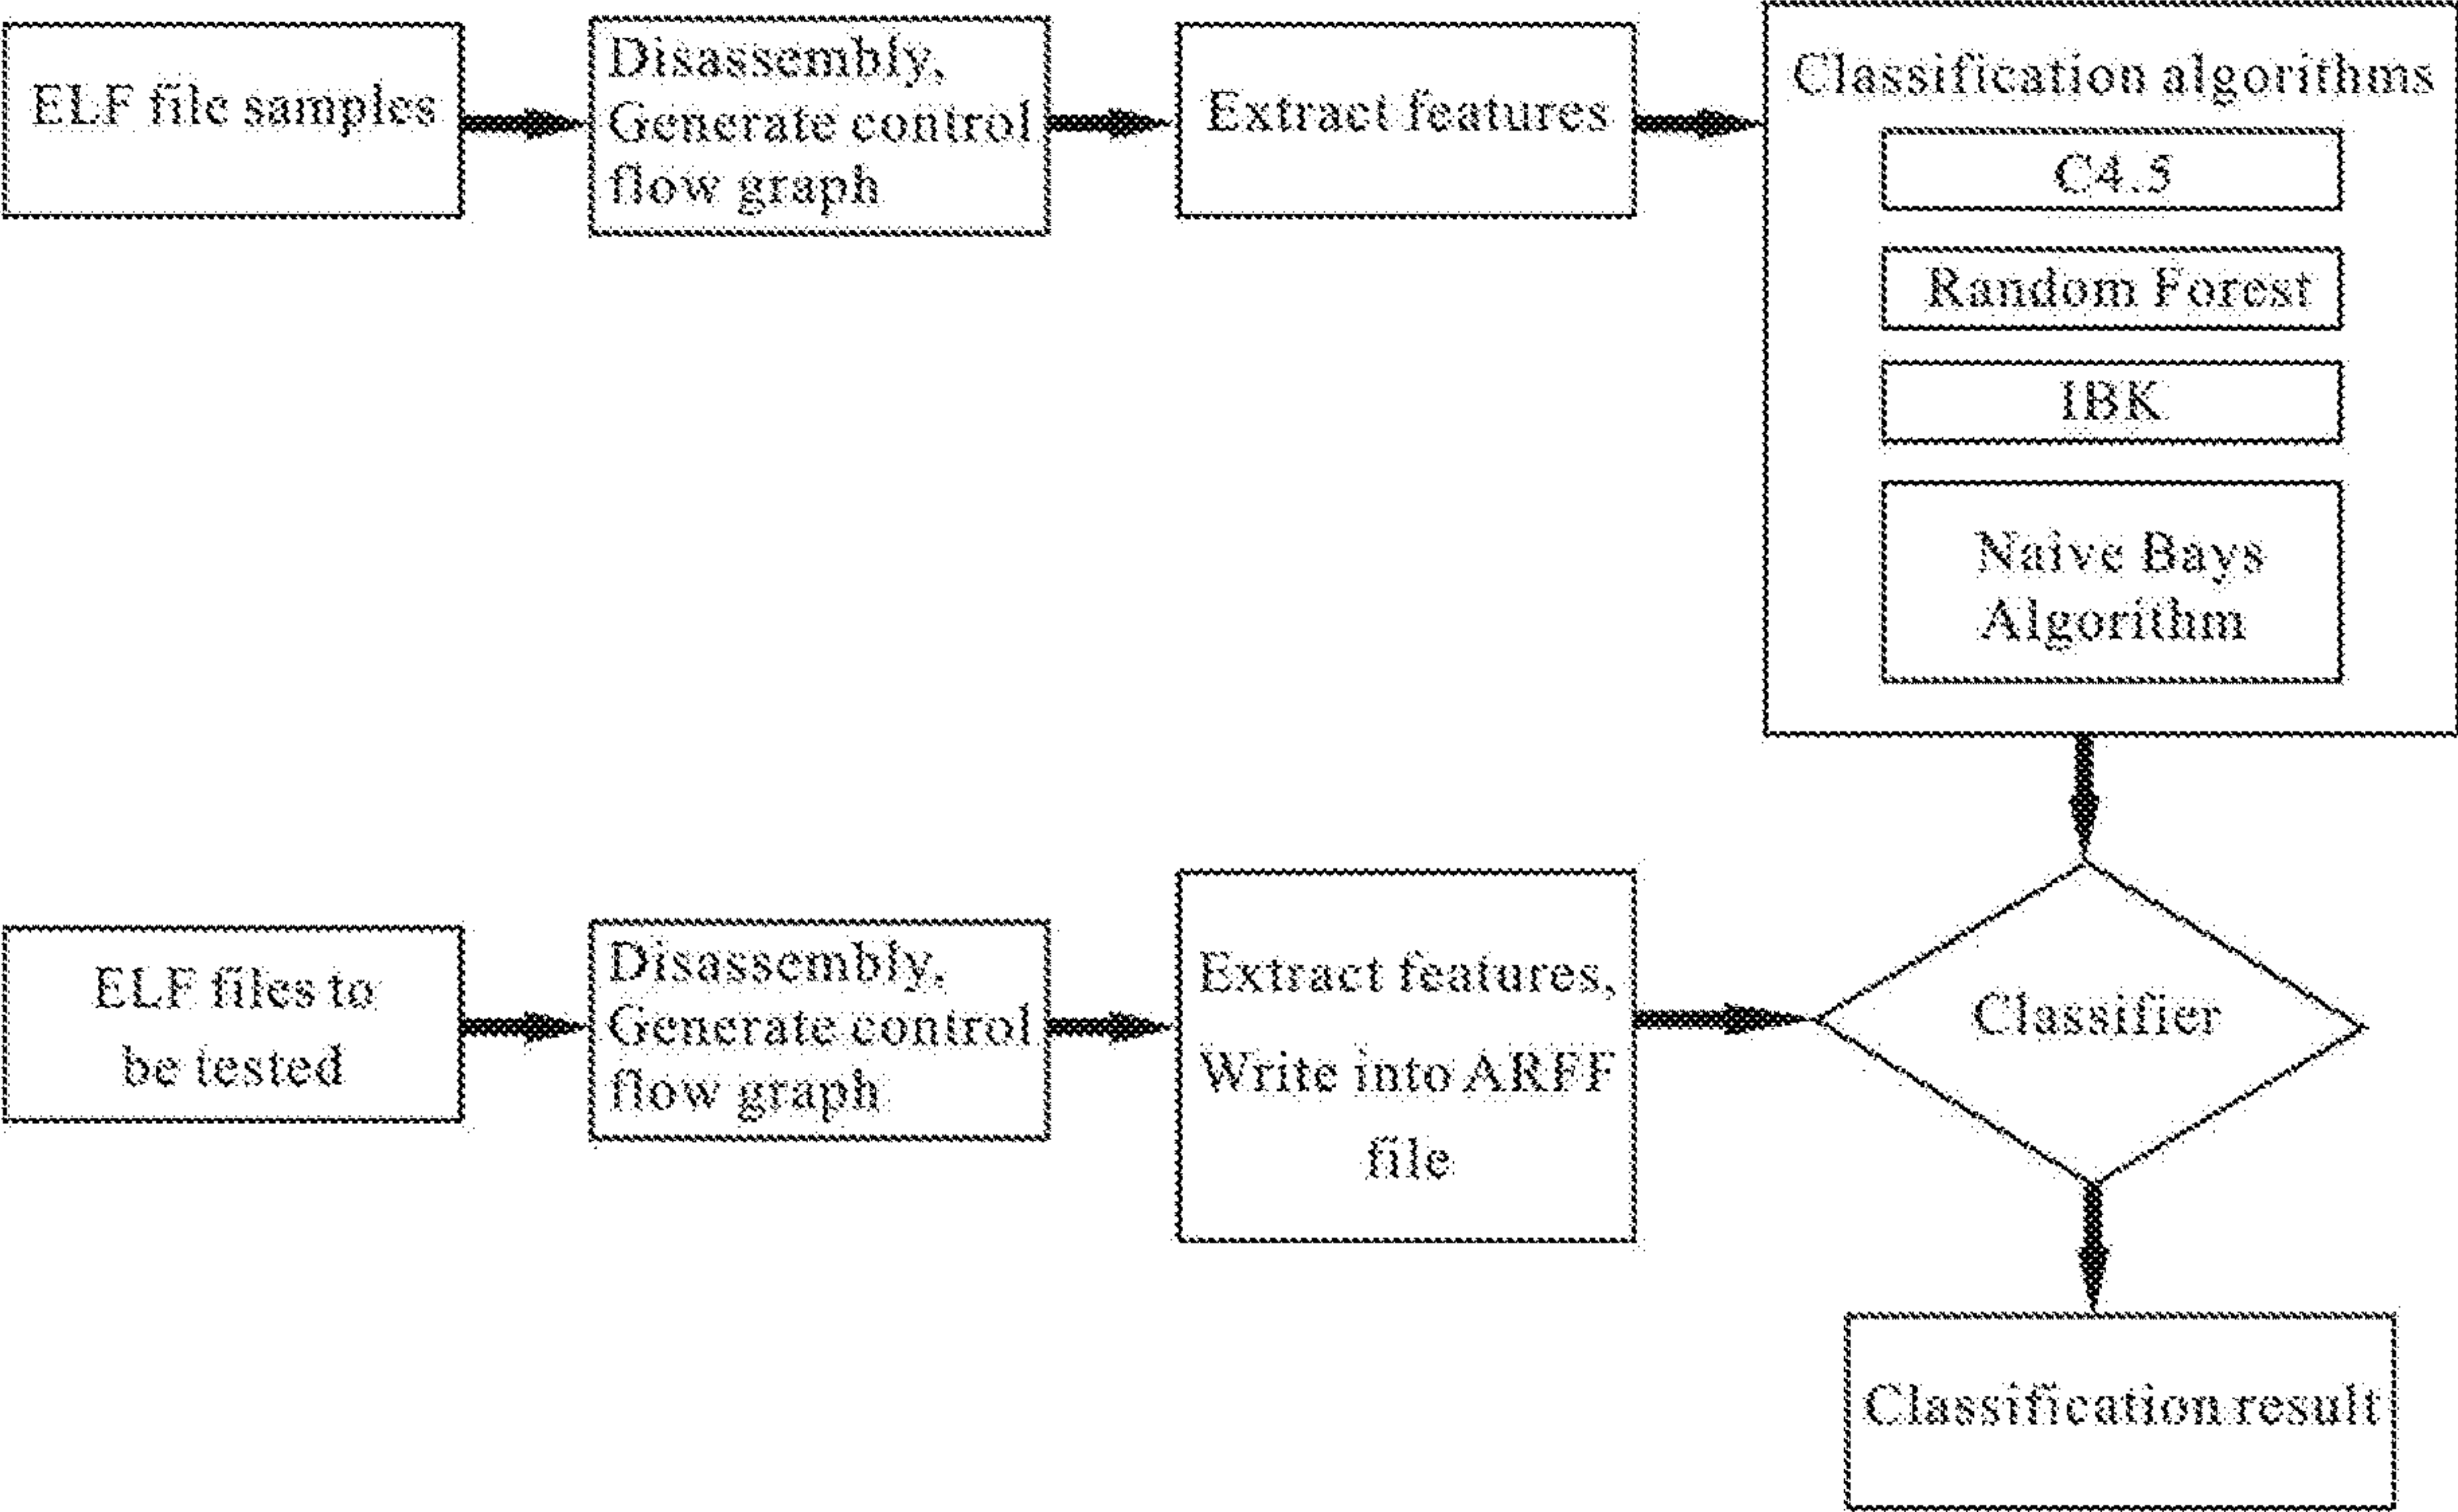 ELF file samples
Disassembly,
Generate control
flow graph
Extract features
Classification algorithms
C4.5
Random Forest
IBK
Naive Bays
Algorithm
ELF files to
be tested
Disassembly,
Generate control
flow graph
Extract features,
Write into ARFF
file
Classifier
Classification result